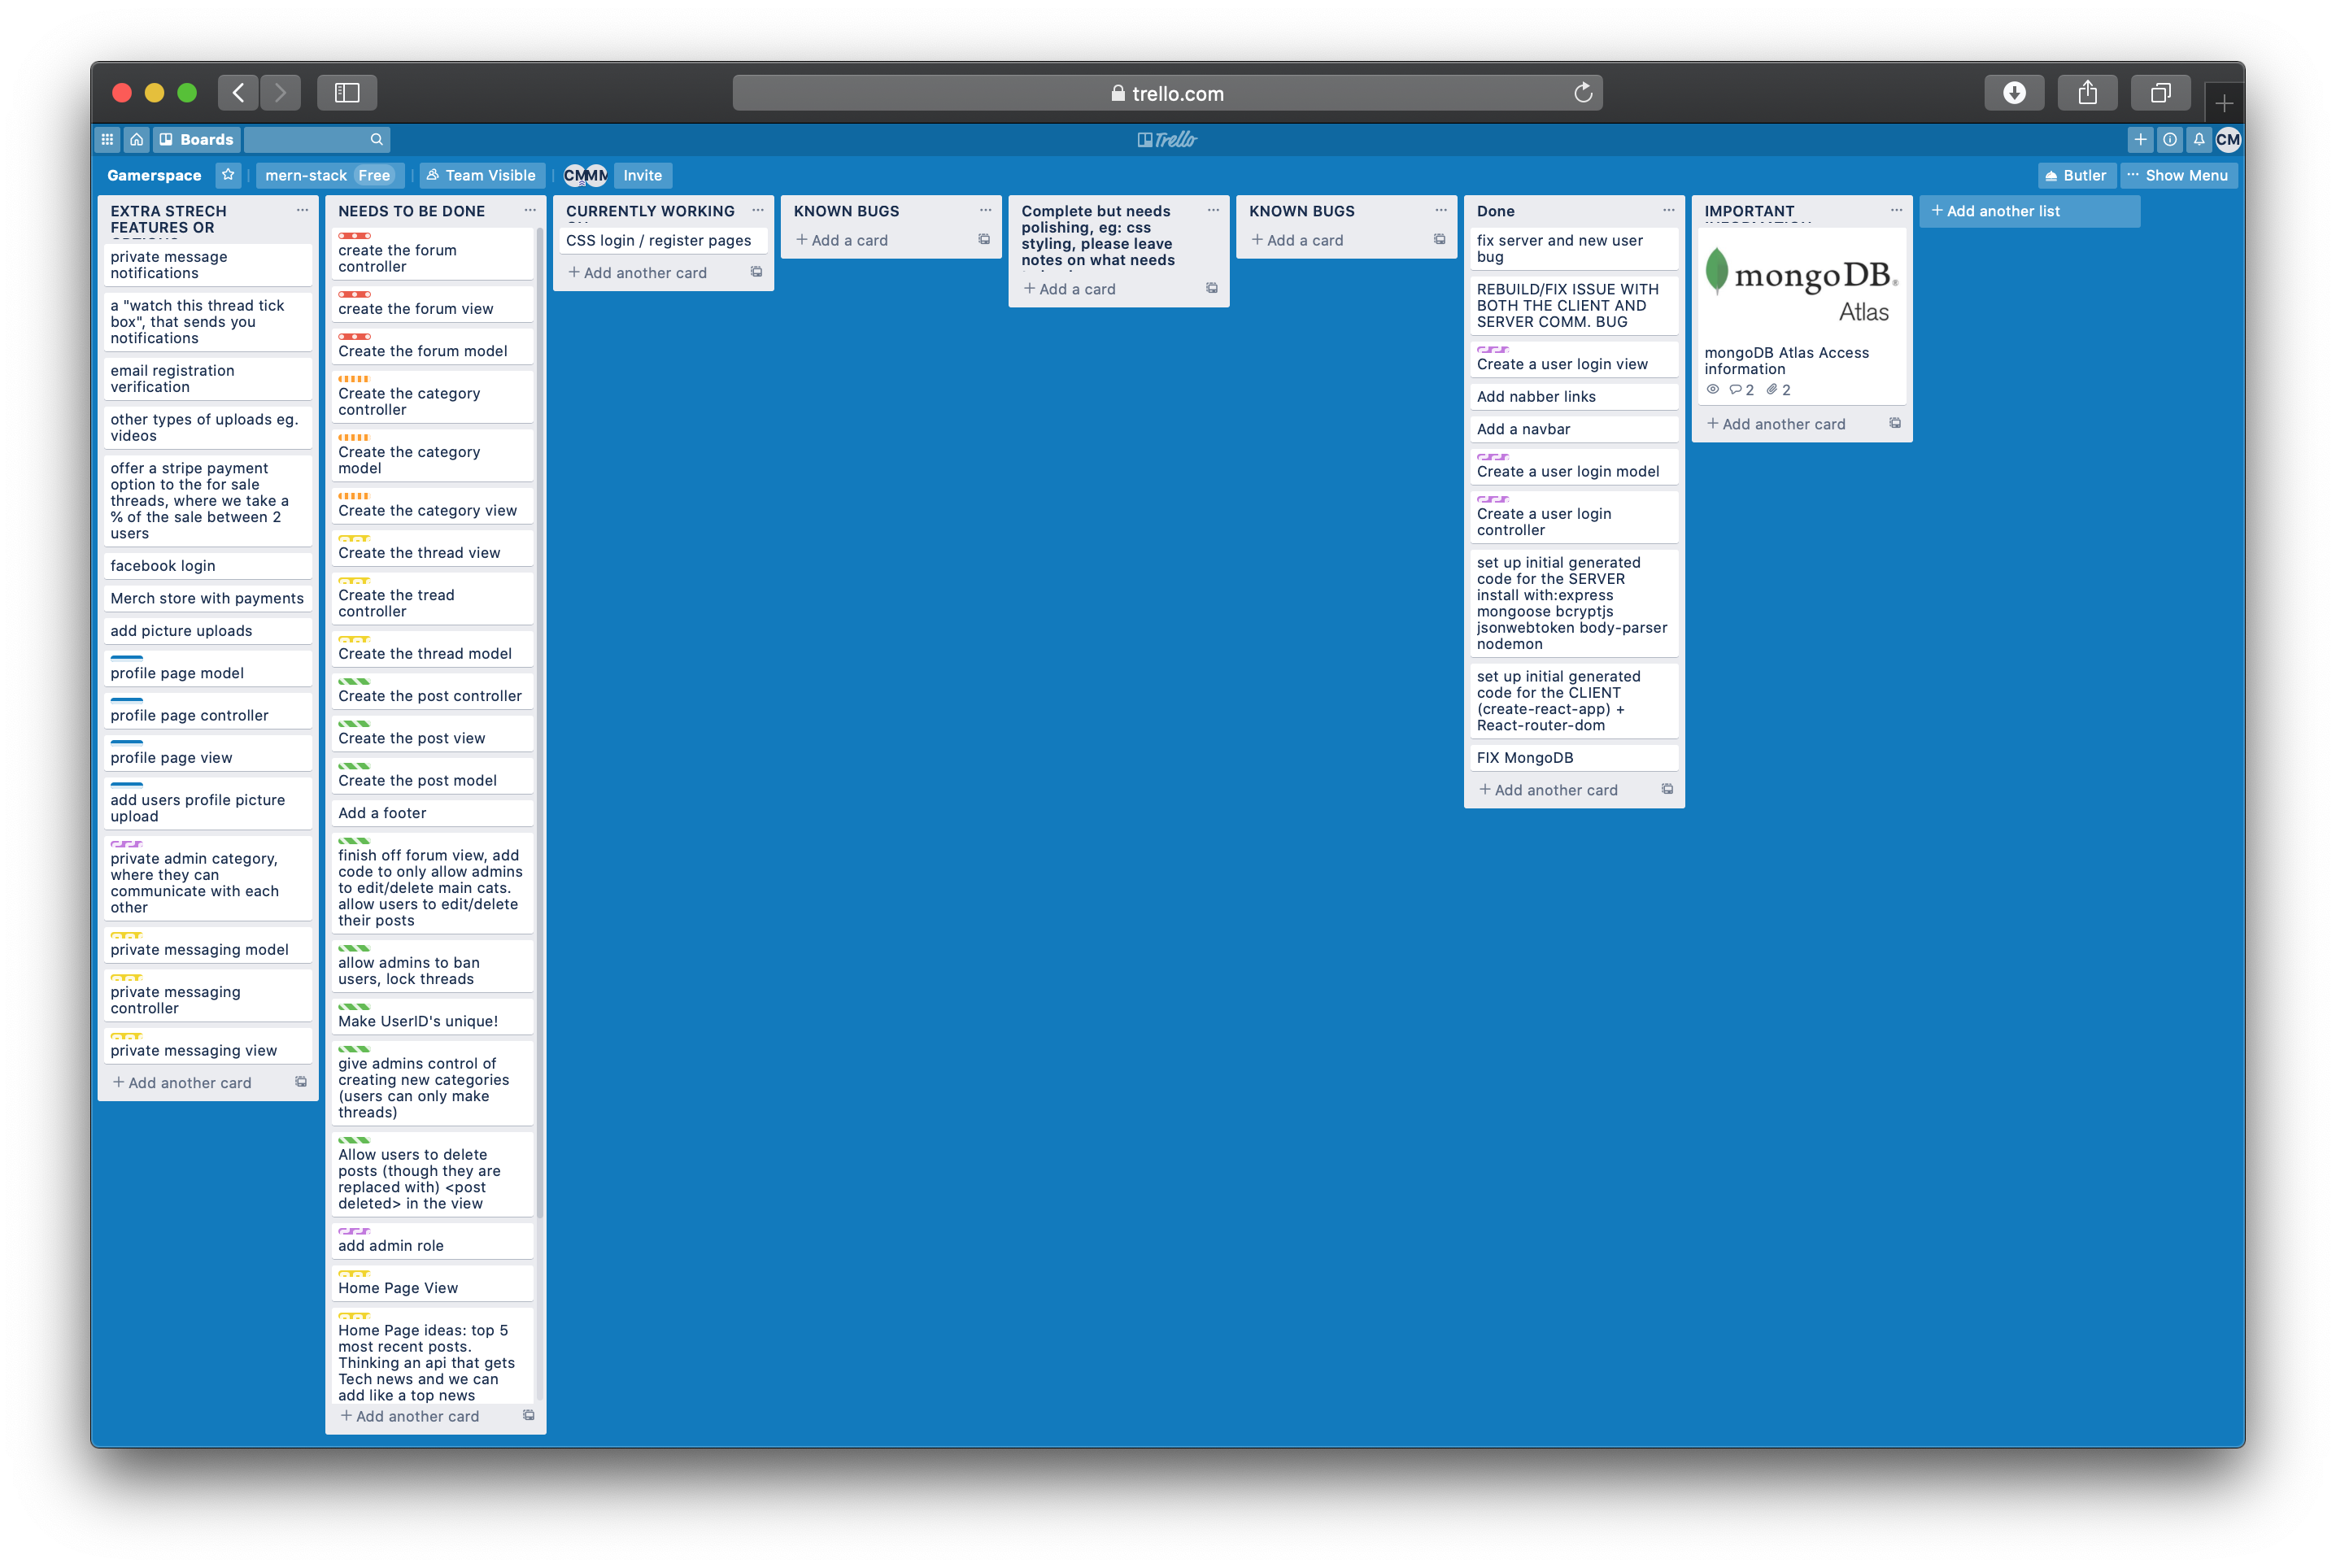 trello.com
Boards
Trello
CM
Gamerspace
mern-stack Free
Team Visible
CM
MM
Invite
Butler
Show Menu
EXTRA STRECH
FEATURES OR
private message
notifications
a "watch this thread tick
box", that sends you
notifications
email registration
verification
other types of uploads eg.
videos
offer a stripe payment
option to the for sale
threads, where we take a
% of the sale between 2
users
facebook login
Merch store with payments
add picture uploads
profile page model
profile page controller
profile page view
add users profile picture
upload
private admin category,
where they can
communicate with each
other
private messaging model
private messaging
controller
private messaging view
+ Add another card
NEEDS TO BE DONE
create the forum
controller
create the forum view
Create the forum model
Create the category
controller
Create the category
model
Create the category view
Create the thread view
Create the tread
controller
Create the thread model
Create the post controller
Create the post view
Create the post model
Add a footer
finish off forum view, add
code to only allow admins
to edit/delete main cats.
allow users to edit/delete
their posts
allow admins to ban
users, lock threads
Make UserID's unique!
give admins control of
creating new categories
(users can only make
threads)
Allow users to delete
posts (though they are
replaced with) <post
deleted> in the view
add admin role
Home Page View
Home Page ideas: top 5
most recent posts.
Thinking an api that gets
Tech news and we can
add like a top news
+ Add another card
CURRENTLY WORKING
CSS login / register pages
+ Add another card
KNOWN BUGS
+ Add a card
Complete but needs
polishing, eg: css
styling, please leave
notes on what needs
+ Add a card
KNOWN BUGS
+ Add a card
Done
fix server and new user
bug
REBUILD/FIX ISSUE WITH
BOTH THE CLIENT AND
SERVER COMM. BUG
Create a user login view
Add nabber links
Add a navbar
Create a user login model
Create a user login
controller
set up initial generated
code for the SERVER
install with:express
mongoose bcryptjs
jsonwebtoken body-parser
nodemon
set up initial generated
code for the CLIENT
(create-react-app) +
React-router-dom
FIX MongoDB
+ Add another card
IMPORTANT
INFORMATION
mongoDB®
Atlas
mongoDB Atlas Access
information
2 2
+ Add another card
+ Add another list